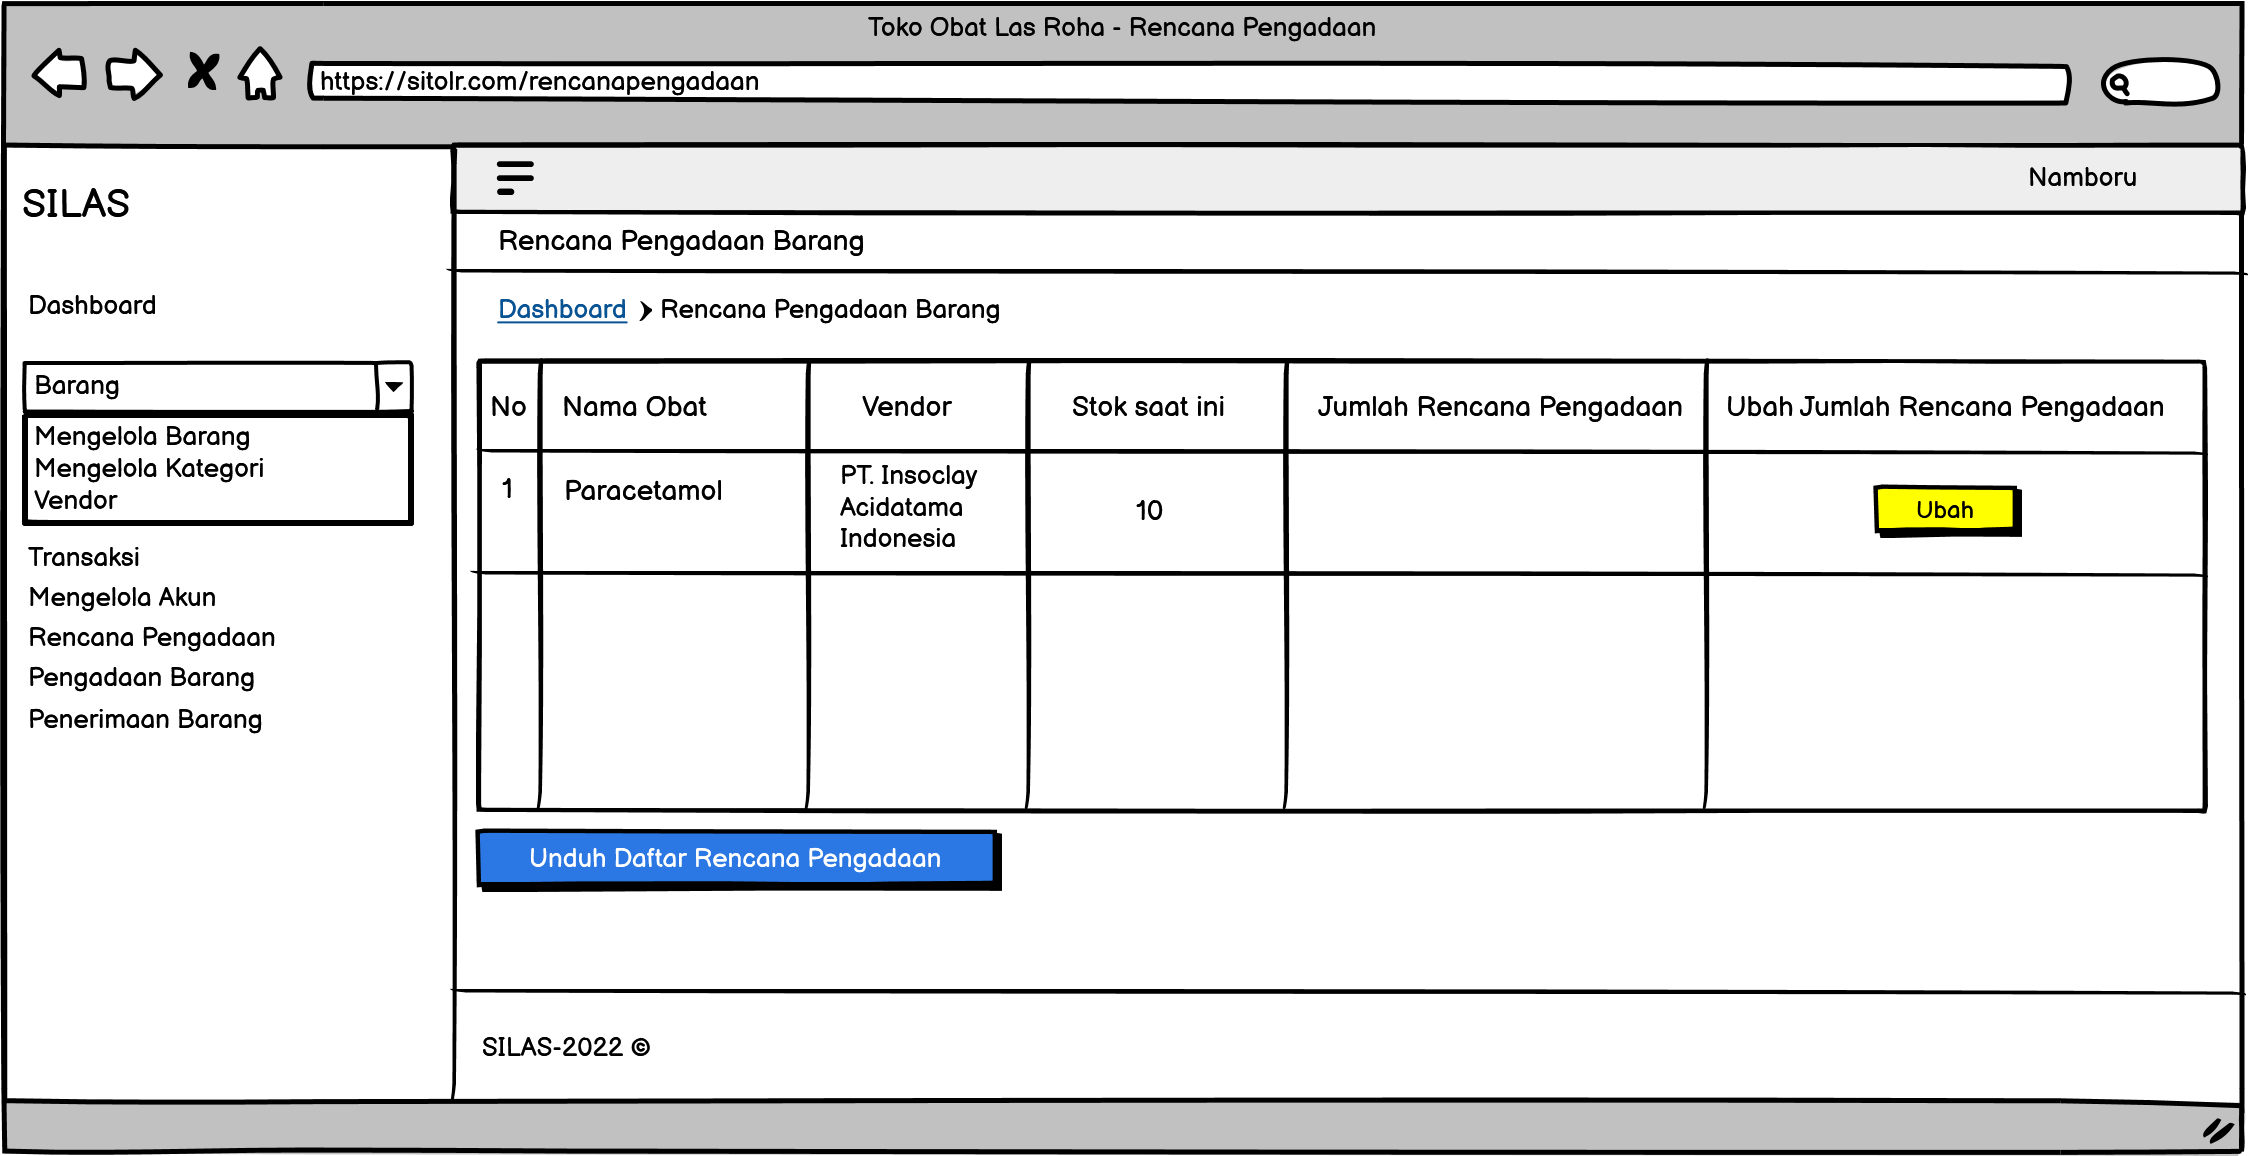 Toko Obat Las Roha - Rencana Pengadaan
https://sitolr.com/rencanapengadaan
SILAS
Dashboard
Barang
Mengelola Barang
Mengelola Kategori
Vendor
Transaksi
Mengelola Akun
Rencana Pengadaan
Pengadaan Barang
Penerimaan Barang
Namboru
Rencana Pengadaan Barang
Dashboard Rencana Pengadaan Barang
No Nama Obat Vendor Stok saat ini Jumlah Rencana Pengadaan Ubah Jumlah Rencana Pengadaan
1 Paracetamol PT. Insoclay
Acidatama
Indonesia
10
Ubah
Unduh Daftar Rencana Pengadaan
SILAS-2022 ©